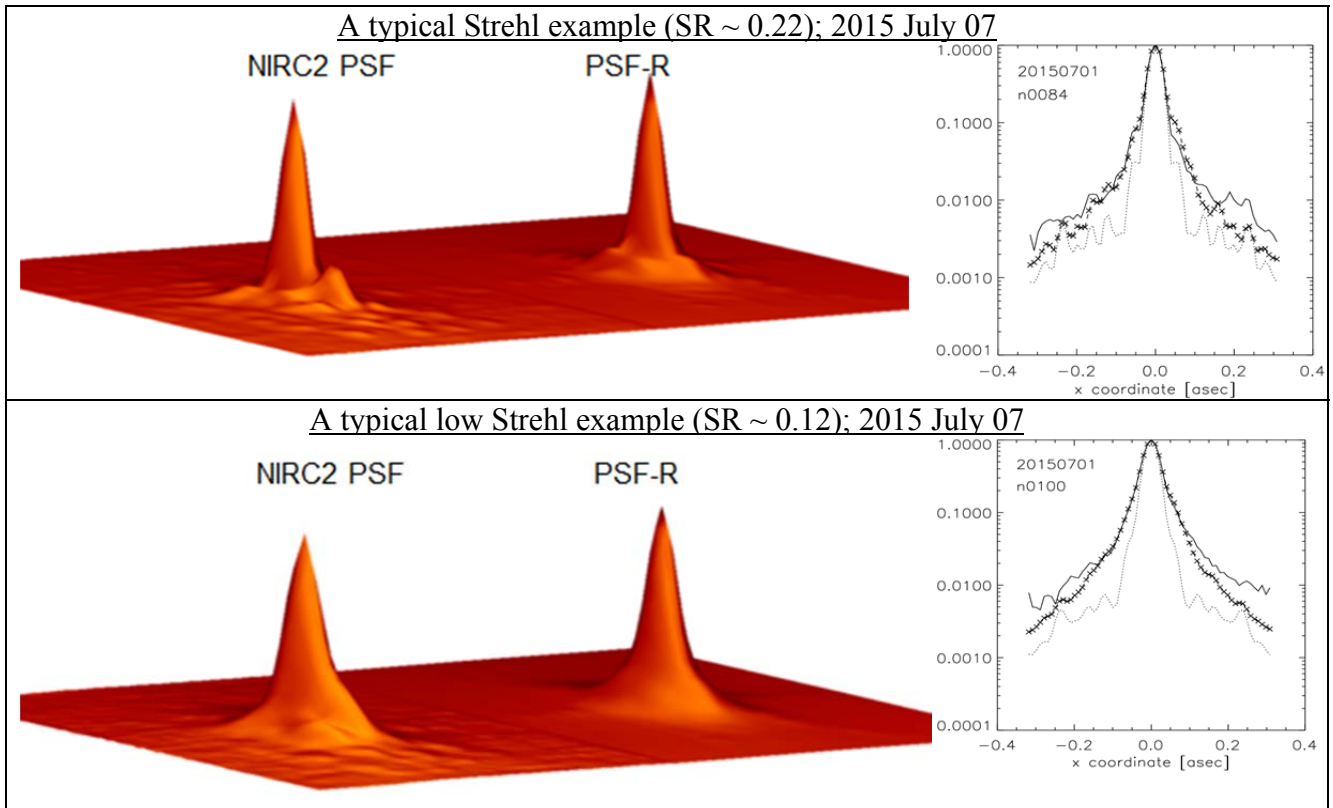 A typical Strehl example (SR ~ 0.22); 2015 July 07
NIRC2 PSF
PSF-R
20150701
n0084
1.0000
0.1000
0.0100
0.0010
0.0001
−0.4 −0.2 0.0 0.2 0.4
x coordinate [asec]
A typical low Strehl example (SR ~ 0.12); 2015 July 07
NIRC2 PSF
PSF-R
20150701
n0100
1.0000
0.1000
0.0100
0.0010
0.0001
−0.4 −0.2 0.0 0.2 0.4
x coordinate [asec]